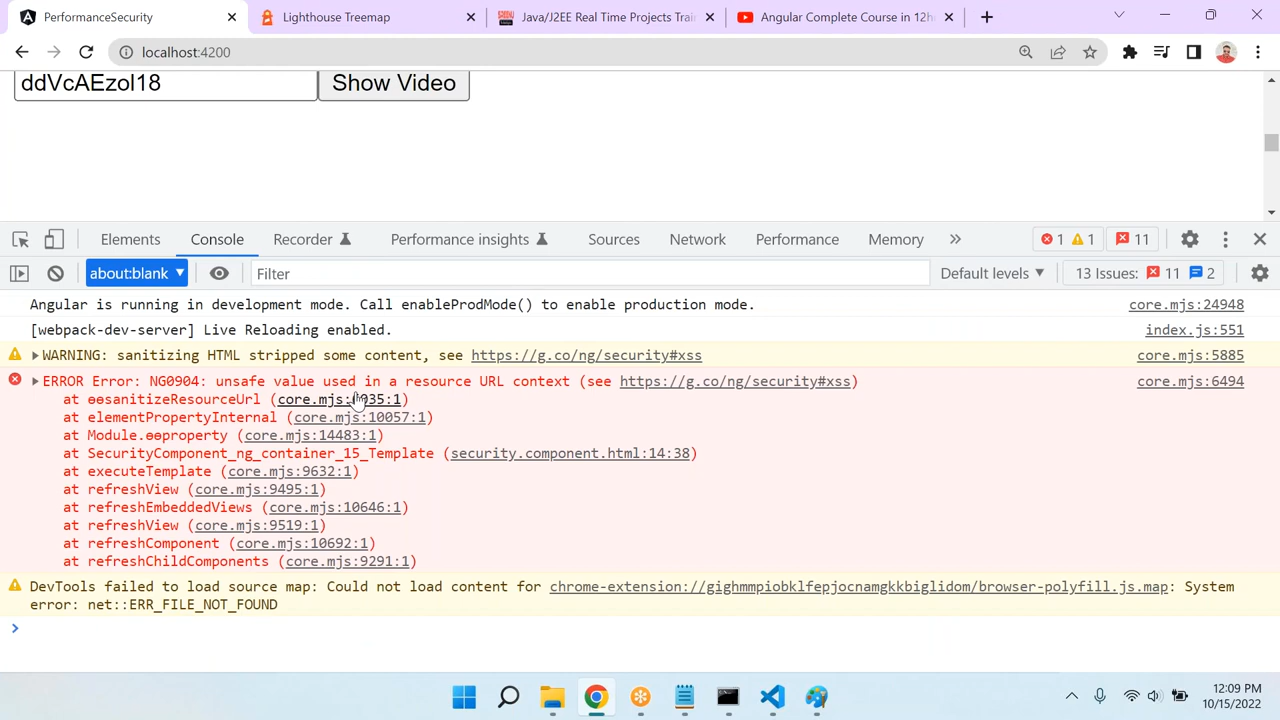 PerformanceSecurity
Lighthouse Treemap
Java/J2EE Real Time Projects Trai
Angular Complete Course in 12h
localhost:4200
ddVcAEzol18
Show Video
Elements
Console
Recorder
Performance insights
Sources
Network
Performance
Memory
1
1
11
about:blank
Filter
Default levels
13 Issues: 11 2
Angular is running in development mode. Call enableProdMode() to enable production mode. core.mjs:24948
[webpack-dev-server] Live Reloading enabled. index.js:551
WARNING: sanitizing HTML stripped some content, see https://g.co/ng/security#xss core.mjs:5885
ERROR Error: NG0904: unsafe value used in a resource URL context (see https://g.co/ng/security#xss) core.mjs:6494
at ɵɵsanitizeResourceUrl
at elementPropertyInternal (core.mjs:10057:1)
at Module.ɵɵproperty (core.mjs:14483:1)
at SecurityComponent_ng_container_15_Template (security.component.html:14:38)
at executeTemplate (core.mjs:9632:1)
at refreshView (core.mjs:9495:1)
at refreshEmbeddedViews (core.mjs:10646:1)
at refreshView (core.mjs:9519:1)
at refreshComponent (core.mjs:10692:1)
at refreshChildComponents (core.mjs:9291:1)
DevTools failed to load source map: Could not load content for chrome-extension://gighmmpiobklfepjocnamgkkbiglidom/browser-polyfill.js.map: System
error: net::ERR_FILE_NOT_FOUND
12:09 PM
10/15/2022